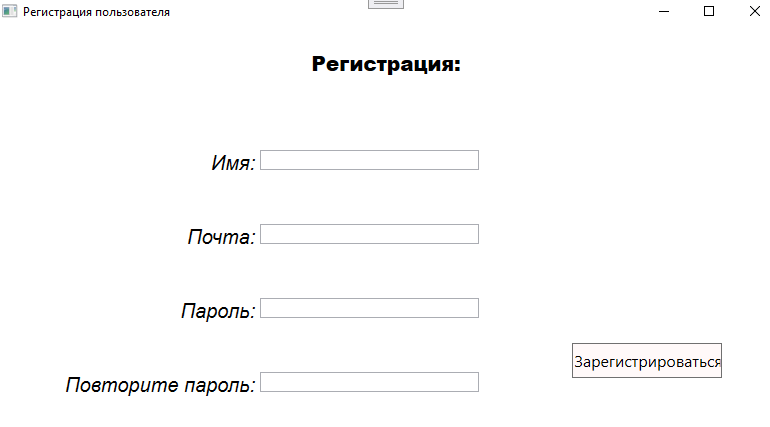 Регистрация пользователя
Регистрация:
Имя:
Почта:
Пароль:
Зарегистрироваться
Повторите пароль: